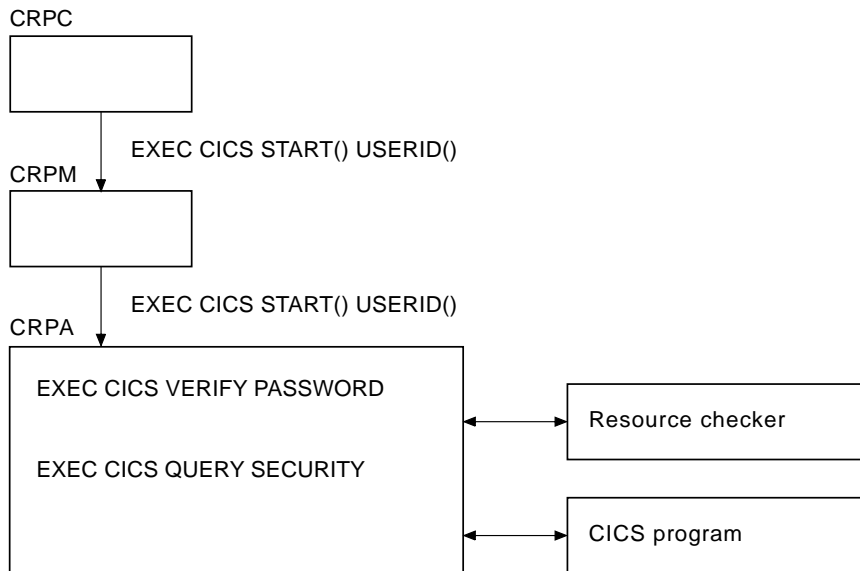 CRPC
EXEC CICS START() USERID()
CRPM
EXEC CICS START() USERID()
CRPA
EXEC CICS VERIFY PASSWORD
Resource checker
EXEC CICS QUERY SECURITY
CICS program